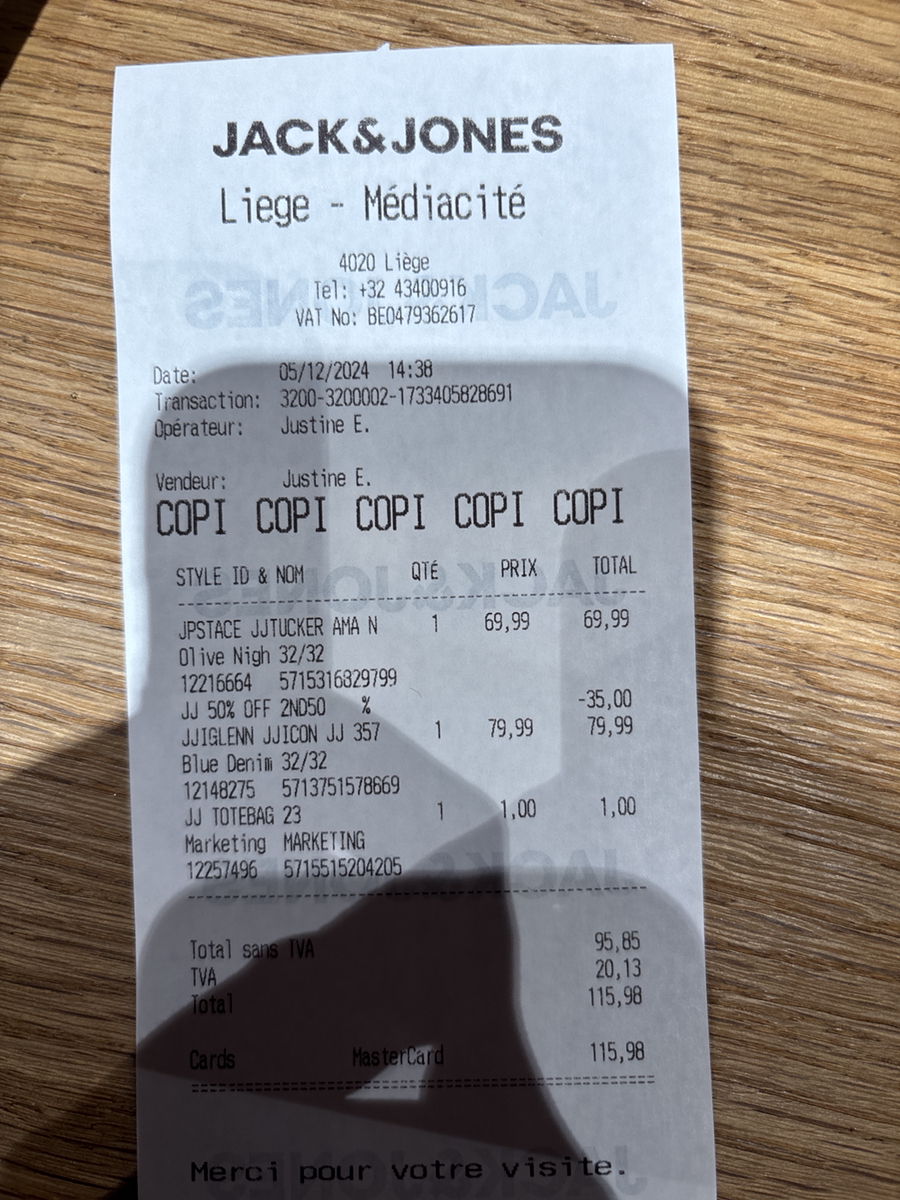 JACK&JONES
Liege - Médiacité
4020 Liège
Tel: +32 43400916
VAT No: BE0479362617
Date: 05/12/2024 14:38
Transaction: 3200-3200002-1733405828691
Opérateur: Justine E.
Vendeur: Justine E.
COPI COPI COPI COPI COPI
STYLE ID & NOM QTÉ PRIX TOTAL
JPSTACE JJTUCKER AMA N 1 69,99 69,99
Olive Nigh 32/32
12216664 5715316829799
JJ 50% OFF 2ND50 % -35,00
JJIGLENN JJICON JJ 357 1 79,99 79,99
Blue Denim 32/32
12148275 5713751578669
JJ TOTEBAG 23 1 1,00 1,00
Marketing MARKETING
12257496 5715515204205
Total sans TVA 95,85
TVA 20,13
Total 115,98
Cards MasterCard 115,98
Merci pour votre visite.